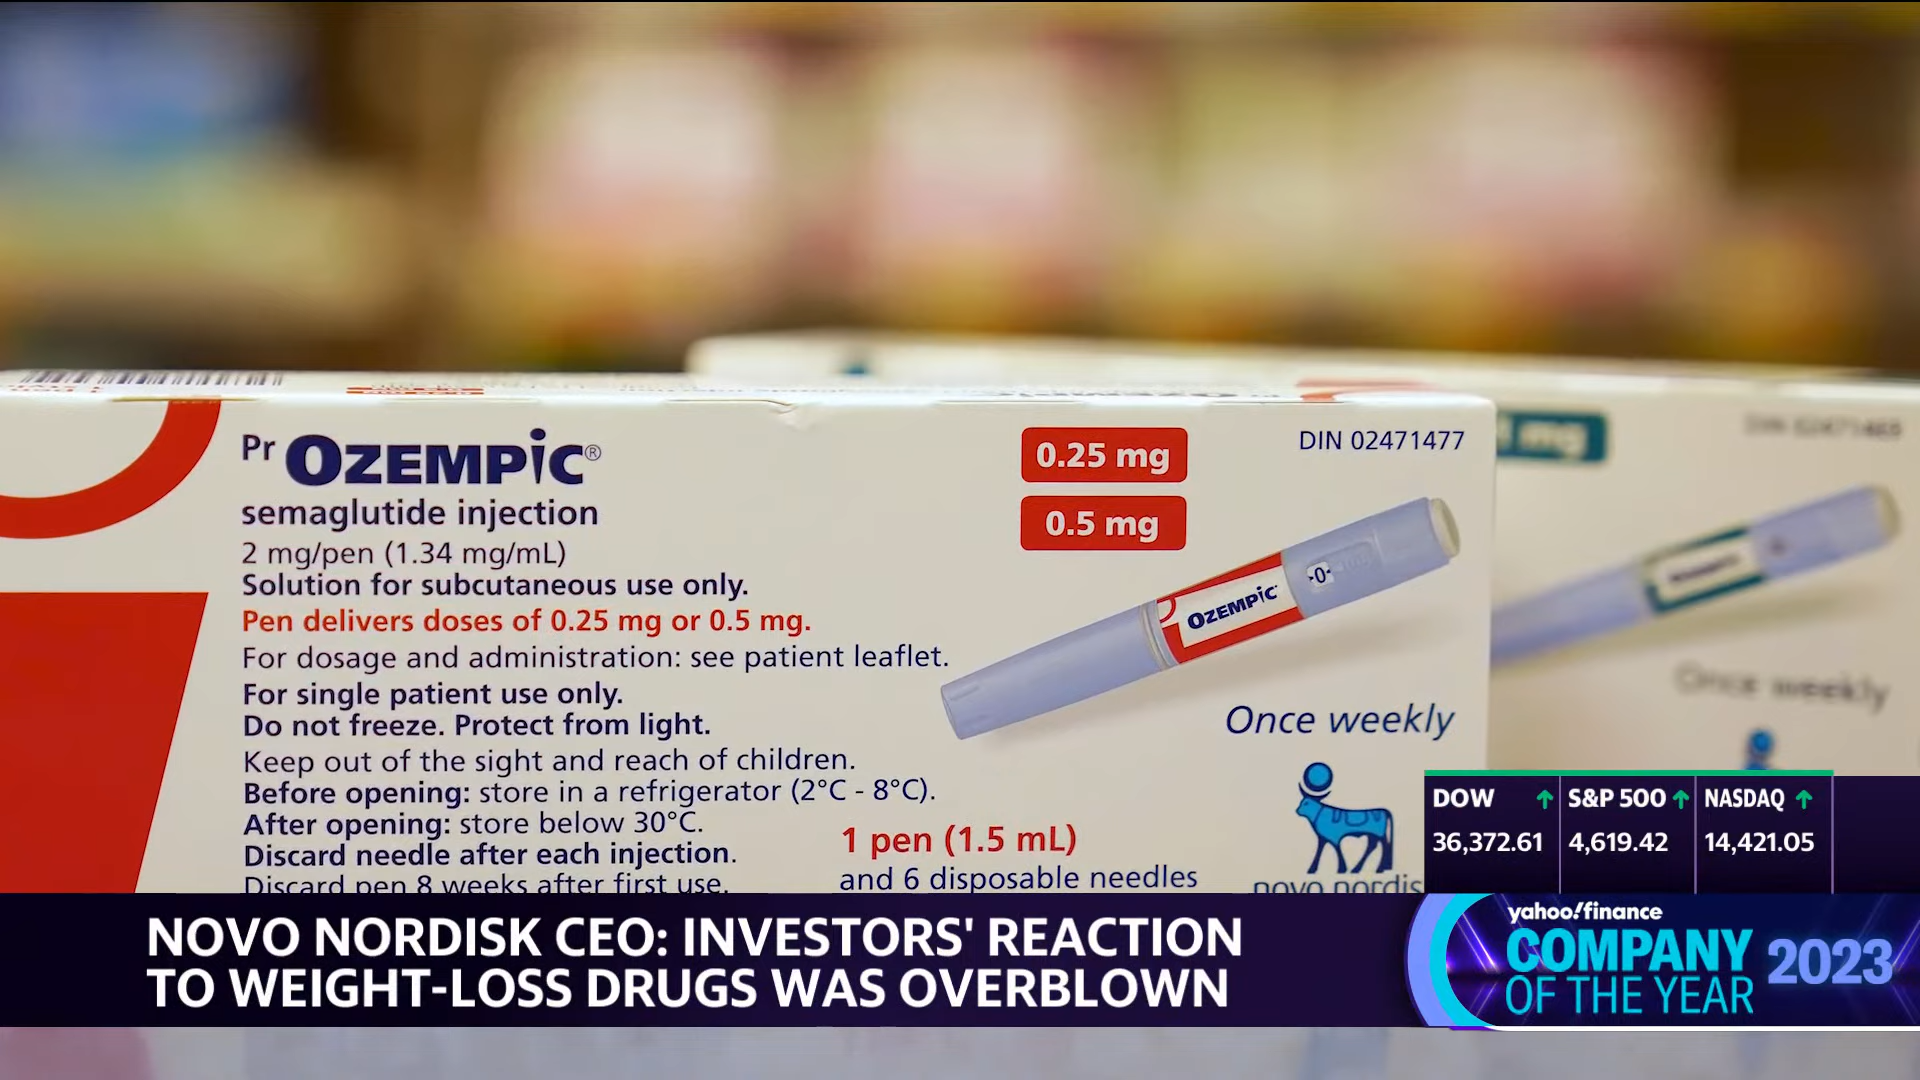 Pr OZEMPIC®
semaglutide injection
2 mg/pen (1.34 mg/mL)
Solution for subcutaneous use only.
Pen delivers doses of 0.25 mg or 0.5 mg.
For dosage and administration: see patient leaflet.
For single patient use only.
Do not freeze. Protect from light.
Keep out of the sight and reach of children.
Before opening: store in a refrigerator (2°C - 8°C).
After opening: store below 30°C.
Discard needle after each injection.
Discard pen 8 weeks after first use.
0.25 mg
0.5 mg
DIN 02471477
OZEMPIC
0
Once weekly
1 pen (1.5 mL)
and 6 disposable needles
novo nordis
mg
Once weekly
DOW ↑ S&P 500 ↑ NASDAQ ↑
36,372.61 4,619.42 14,421.05
NOVO NORDISK CEO: INVESTORS' REACTION
TO WEIGHT-LOSS DRUGS WAS OVERBLOWN
yahoo!finance
COMPANY
OF THE YEAR
2023